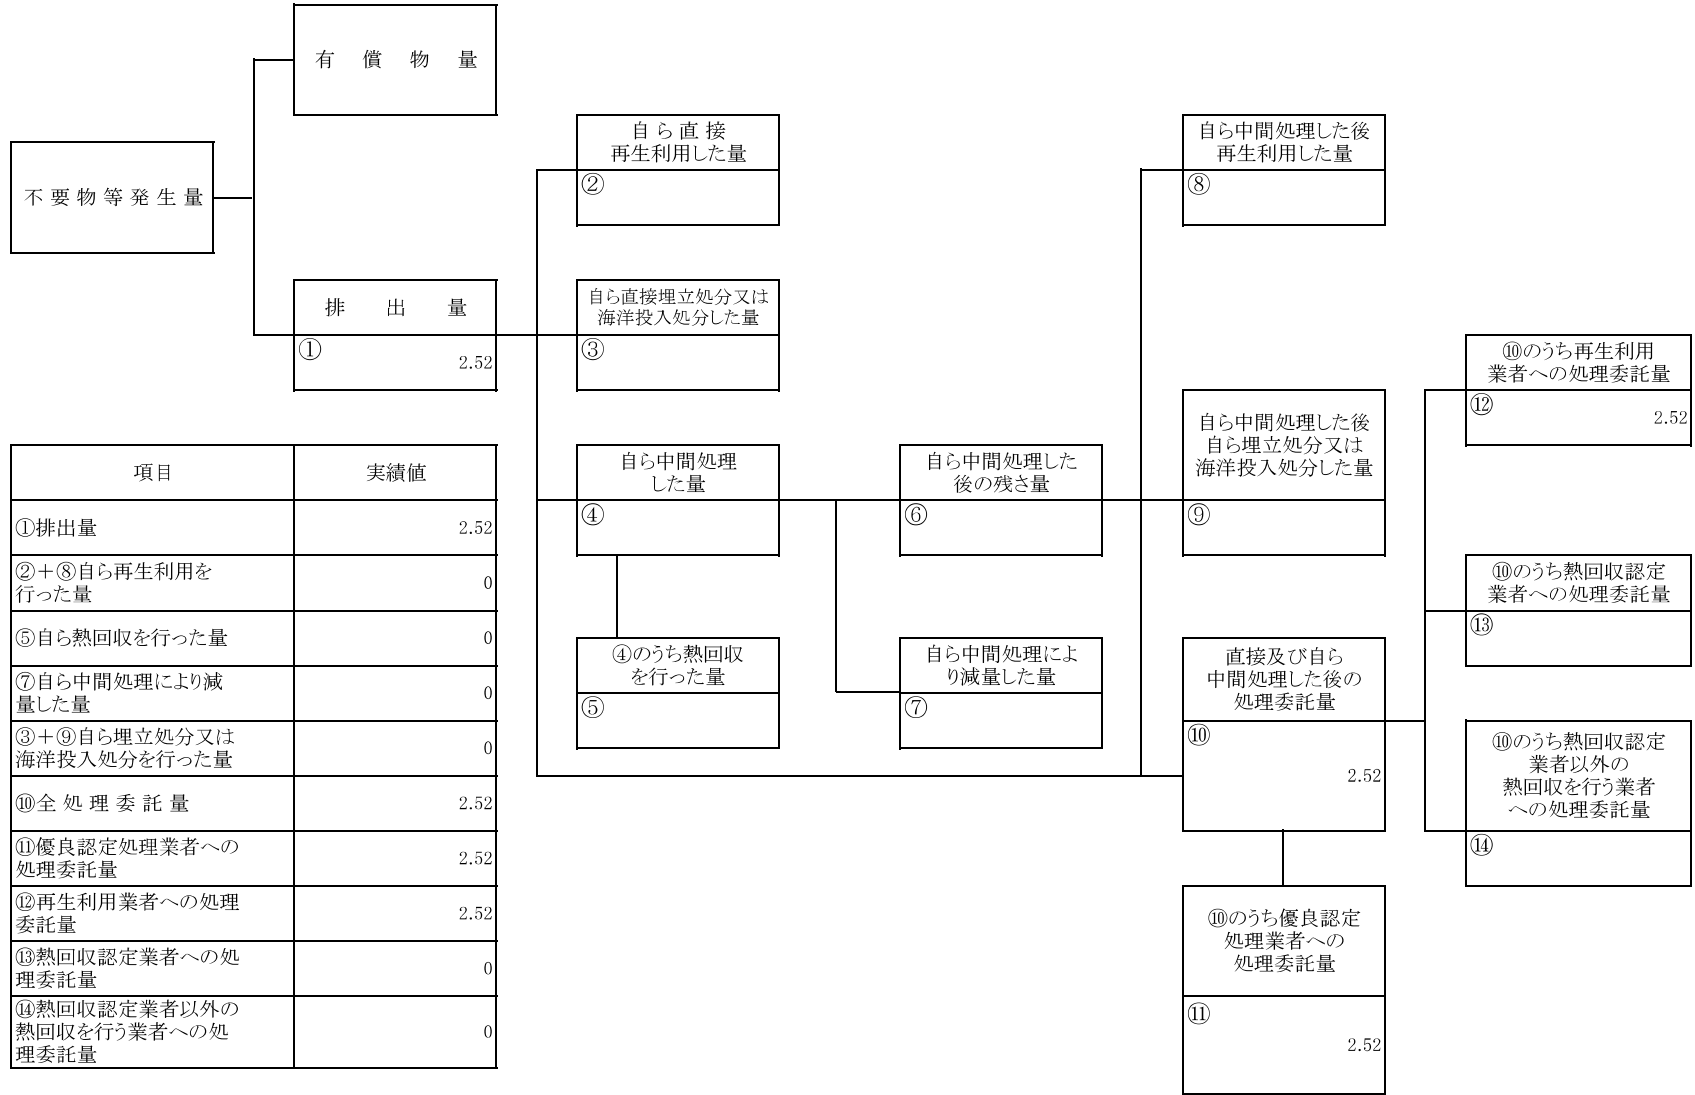 有償物量
不要物等発生量
排出量
①
2.52
自ら直接
再生利用した量
②
自ら直接埋立処分又は
海洋投入処分した量
③
自ら中間処理
した量
④
④のうち熱回収
を行った量
⑤
自ら中間処理した
後の残さ量
⑥
自ら中間処理によ
り減量した量
⑦
自ら中間処理した後
再生利用した量
⑧
自ら中間処理した後
自ら埋立処分又は
海洋投入処分した量
⑨
直接及び自ら
中間処理した後の
処理委託量
⑩
2.52
⑩のうち優良認定
処理業者への
処理委託量
⑪
2.52
⑩のうち再生利用
業者への処理委託量
⑫
2.52
⑩のうち熱回収認定
業者への処理委託量
⑬
⑩のうち熱回収認定
業者以外の
熱回収を行う業者
への処理委託量
⑭
項目 実績値
①排出量 2.52
②＋⑧自ら再生利用を
行った量 0
⑤自ら熱回収を行った量 0
⑦自ら中間処理により減
量した量 0
③＋⑨自ら埋立処分又は
海洋投入処分を行った量 0
⑩全処理委託量 2.52
⑪優良認定処理業者への
処理委託量 2.52
⑫再生利用業者への処理
委託量 2.52
⑬熱回収認定業者への処
理委託量 0
⑭熱回収認定業者以外の
熱回収を行う業者への処
理委託量 0